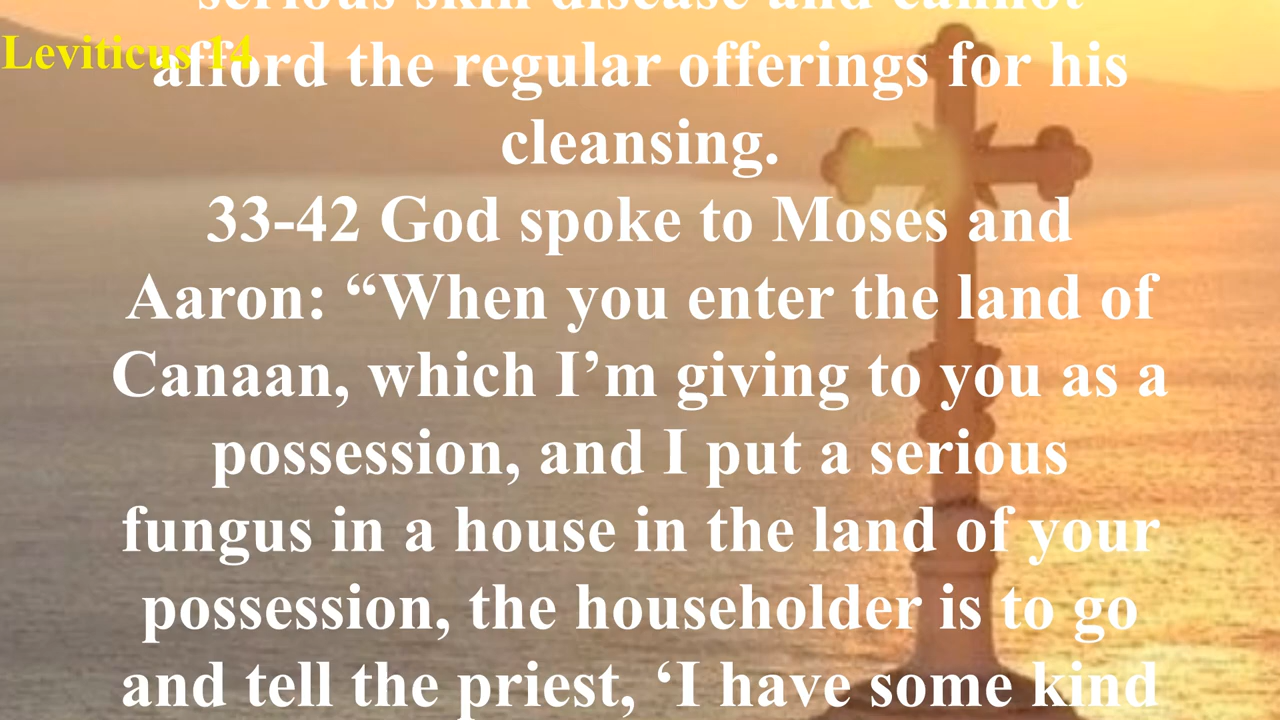 serious skin disease and cannot
Leviticus 14
afford the regular offerings for his
cleansing.
33-42 God spoke to Moses and
Aaron: “When you enter the land of
Canaan, which I’m giving to you as a
possession, and I put a serious
fungus in a house in the land of your
possession, the householder is to go
and tell the priest, ‘I have some kind